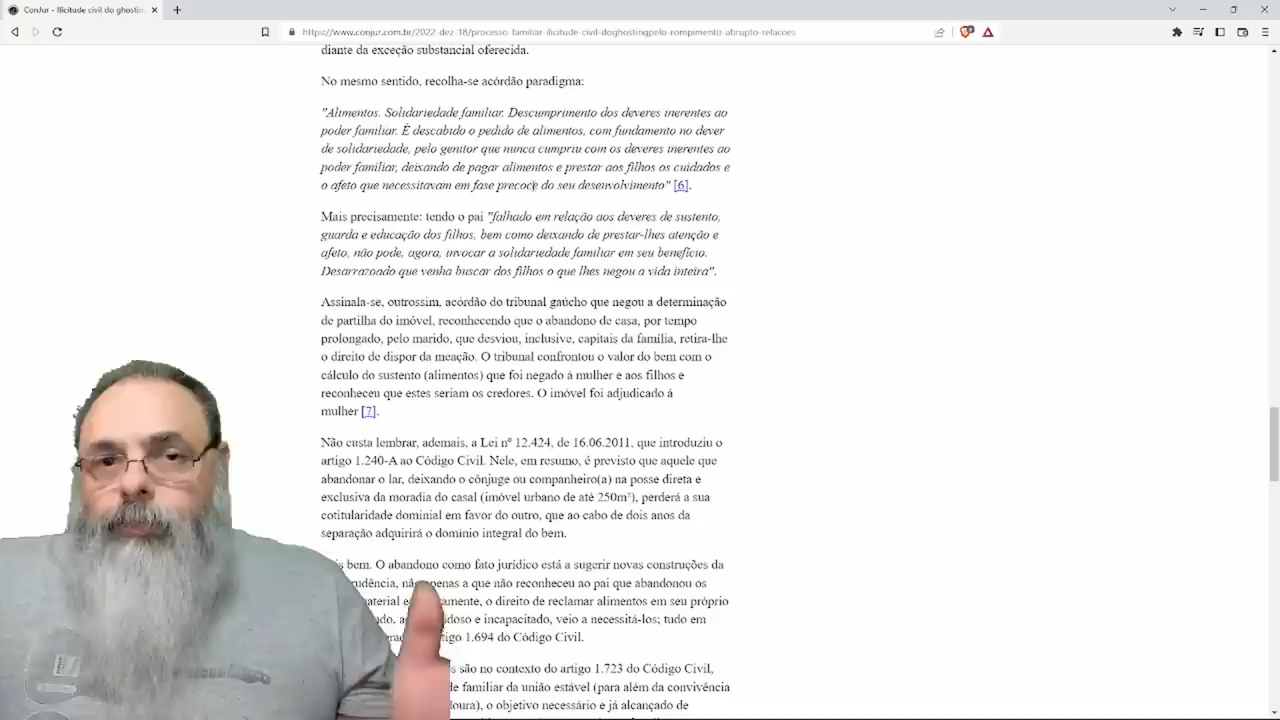 ConJur - Ilicitude civil do ghosting
https://www.conjur.com.br/2022-dez-18/processo-familiar-ilicitude-civil-doghostingpelo-rompimento-abrupto-relacoes
diante da exceção substancial oferecida.
No mesmo sentido, recolha-se acórdão paradigma:
"Alimentos. Solidariedade familiar. Descumprimento dos deveres inerentes ao
poder familiar. É descabido o pedido de alimentos, com fundamento no dever
de solidariedade, pelo genitor que nunca cumpriu com os deveres inerentes ao
poder familiar, deixando de pagar alimentos e prestar aos filhos os cuidados e
o afeto que necessitavam em fase precoce do seu desenvolvimento" [6].
Mais precisamente: tendo o pai "falhado em relação aos deveres de sustento,
guarda e educação dos filhos, bem como deixando de prestar-lhes atenção e
afeto, não pode, agora, invocar a solidariedade familiar em seu benefício.
Desarrazoado que venha buscar dos filhos o que lhes negou a vida inteira".
Assinala-se, outrossim, acórdão do tribunal gaúcho que negou a determinação
de partilha do imóvel, reconhecendo que o abandono de casa, por tempo
prolongado, pelo marido, que desviou, inclusive, capitais da família, retira-lhe
o direito de dispor da meação. O tribunal confrontou o valor do bem com o
cálculo do sustento (alimentos) que foi negado à mulher e aos filhos e
reconheceu que estes seriam os credores. O imóvel foi adjudicado à
mulher [7].
Não custa lembrar, ademais, a Lei nº 12.424, de 16.06.2011, que introduziu o
artigo 1.240-A ao Código Civil. Nele, em resumo, é previsto que aquele que
abandonar o lar, deixando o cônjuge ou companheiro(a) na posse direta e
exclusiva da moradia do casal (imóvel urbano de até 250m²), perderá a sua
cotitularidade dominial em favor do outro, que ao cabo de dois anos da
separação adquirirá o domínio integral do bem.
bem. O abandono como fato jurídico está a sugerir novas construções da
a que não reconheceu ao pai que abandonou os
o direito de reclamar alimentos em seu próprio
e incapacitado, veio a necessitá-los; tudo em
1.694 do Código Civil.
são no contexto do artigo 1.723 do Código Civil,
familiar da união estável (para além da convivência
o objetivo necessário e já alcançado de